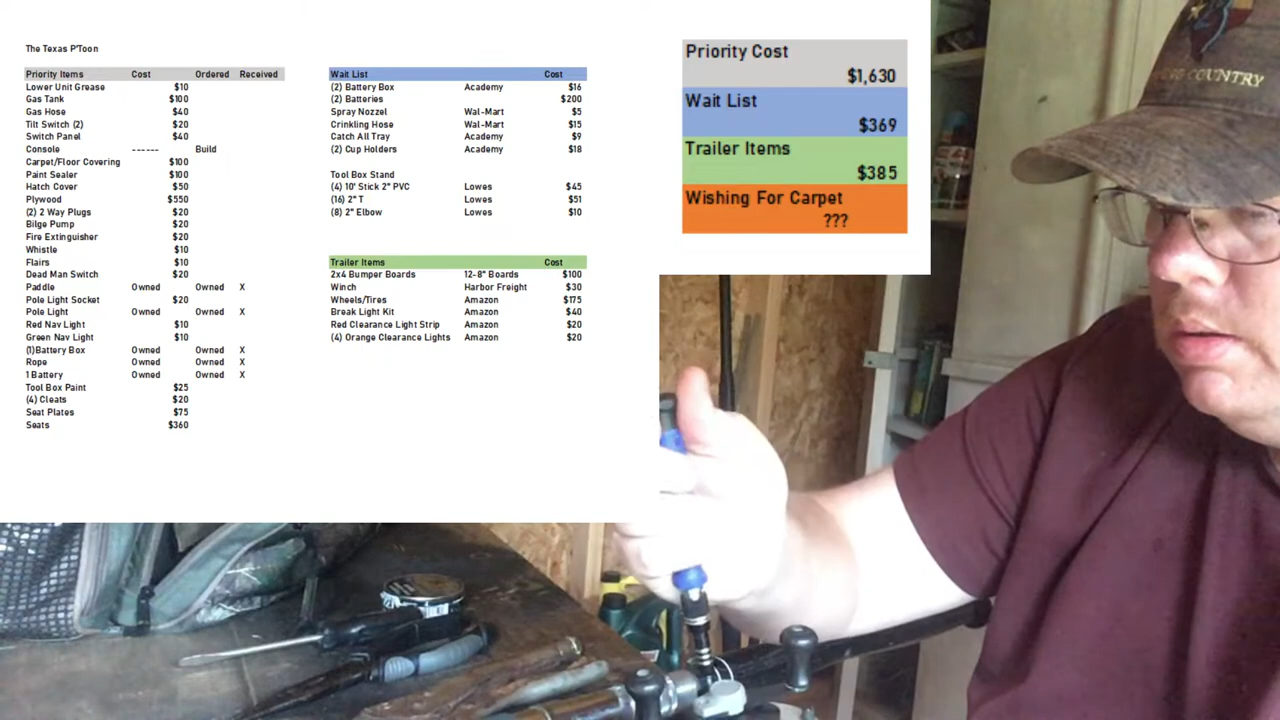 The Texas P'Toon
Priority Items Cost Ordered Received
Lower Unit Grease $10
Gas Tank $100
Gas Hose $40
Tilt Switch (2) $20
Switch Panel $40
Console ------ Build
Carpet/Floor Covering $100
Paint Sealer $100
Hatch Cover $50
Plywood $550
(2) 2 Way Plugs $20
Bilge Pump $20
Fire Extinguisher $20
Whistle $10
Flairs $10
Dead Man Switch $20
Paddle Owned Owned X
Pole Light Socket $20
Pole Light Owned Owned X
Red Nav Light $10
Green Nav Light $10
(1)Battery Box Owned Owned X
Rope Owned Owned X
1 Battery Owned Owned X
Tool Box Paint $25
(4) Cleats $20
Seat Plates $75
Seats $360
Wait List Cost
(2) Battery Box Academy $16
(2) Batteries $200
Spray Nozzel Wal-Mart $5
Crinkling Hose Wal-Mart $15
Catch All Tray Academy $9
(2) Cup Holders Academy $18
Tool Box Stand
(4) 10' Stick 2" PVC Lowes $45
(16) 2" T Lowes $51
(8) 2" Elbow Lowes $10
Trailer Items Cost
2x4 Bumper Boards 12-8" Boards $100
Winch Harbor Freight $30
Wheels/Tires Amazon $175
Break Light Kit Amazon $40
Red Clearance Light Strip Amazon $20
(4) Orange Clearance Lights Amazon $20
Priority Cost
$1,630
Wait List
$369
Trailer Items
$385
Wishing For Carpet
???
COUNTRY